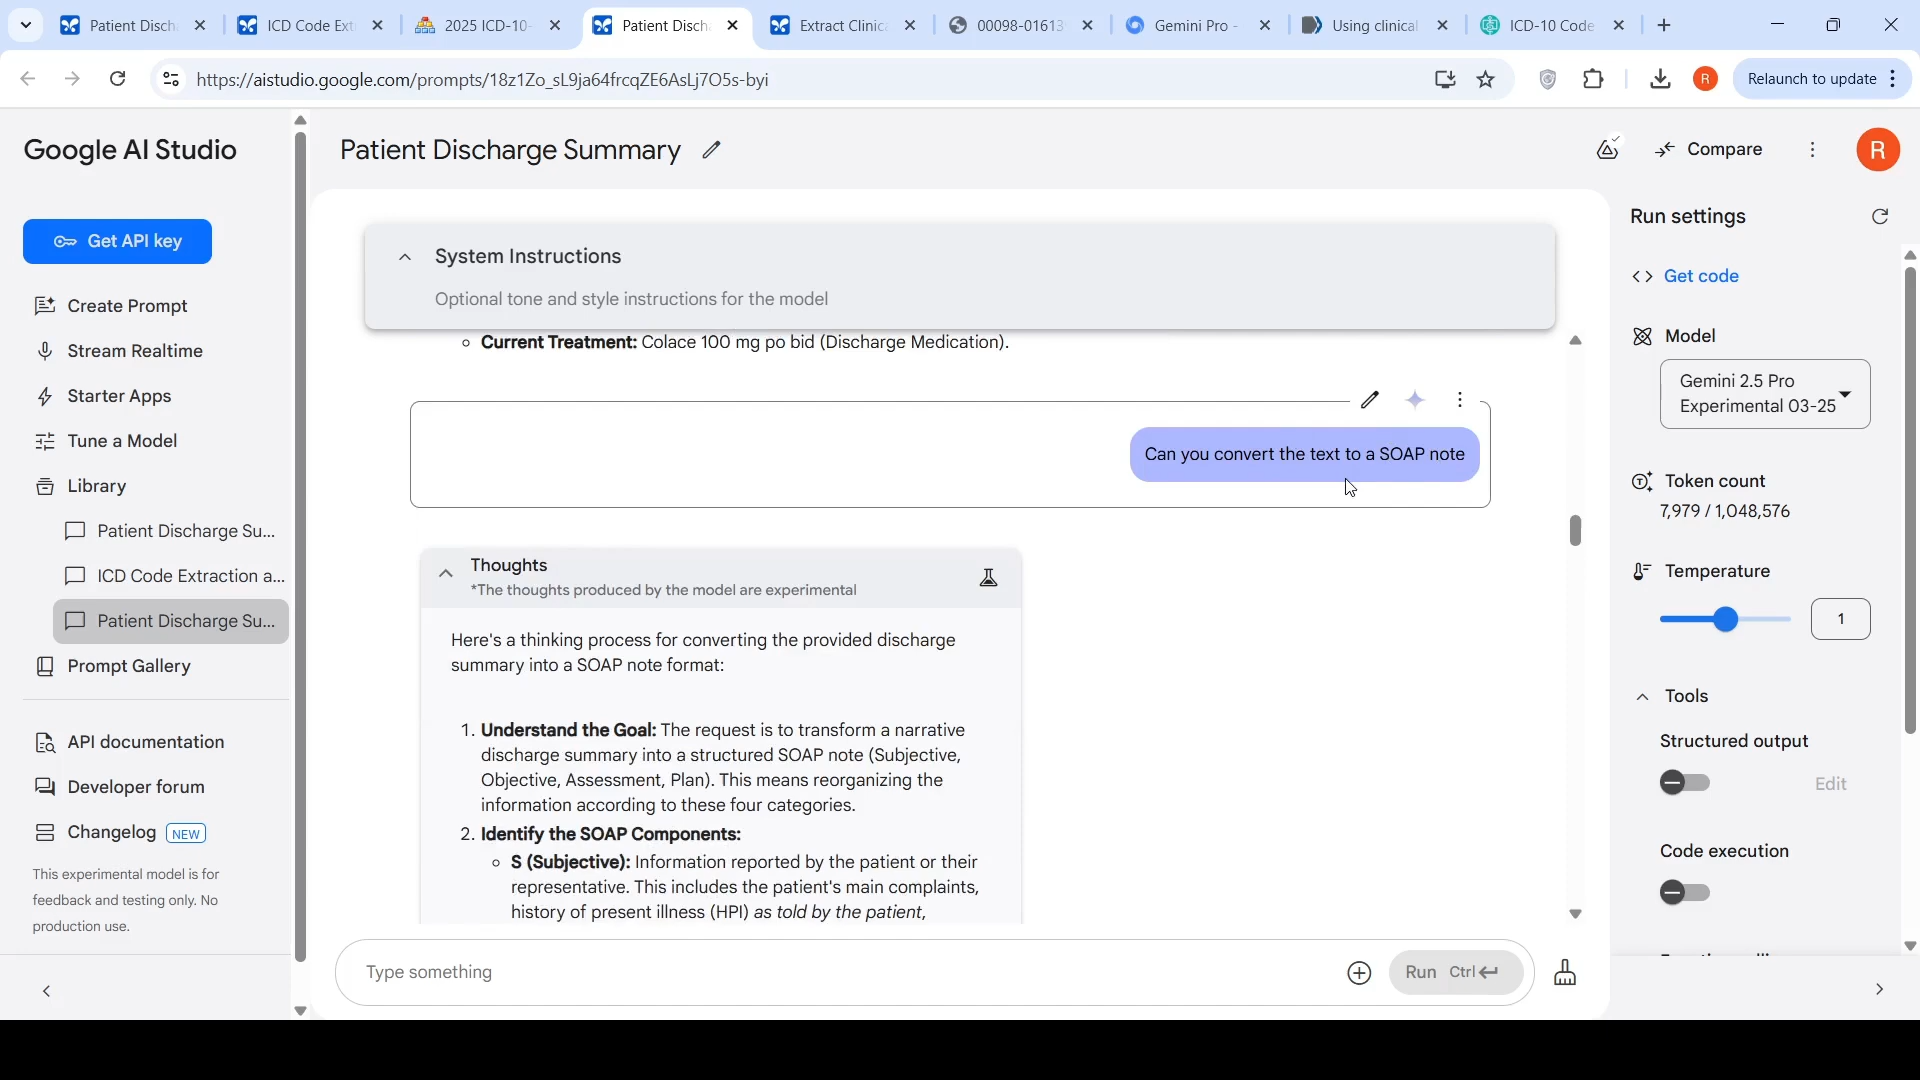 Patient Disch
ICD Code Ext
2025 ICD-10-
Patient Disch
Extract Clinica
00098-01613
Gemini Pro -
Using clinical
ICD-10 Code
https://aistudio.google.com/prompts/18z1Zo_sL9ja64frcqZE6AsLj7O5s-byi
R
Relaunch to update
Google AI Studio
Patient Discharge Summary
Compare
R
Get API key
Create Prompt
Stream Realtime
Starter Apps
Tune a Model
Library
Patient Discharge Su...
ICD Code Extraction a...
Patient Discharge Su...
Prompt Gallery
API documentation
Developer forum
Changelog NEW
This experimental model is for
feedback and testing only. No
production use.
System Instructions
Optional tone and style instructions for the model
Current Treatment: Colace 100 mg po bid (Discharge Medication).
Can you convert the text to a SOAP note
Thoughts
*The thoughts produced by the model are experimental
Here's a thinking process for converting the provided discharge
summary into a SOAP note format:
1. Understand the Goal: The request is to transform a narrative
discharge summary into a structured SOAP note (Subjective,
Objective, Assessment, Plan). This means reorganizing the
information according to these four categories.
2. Identify the SOAP Components:
S (Subjective): Information reported by the patient or their
representative. This includes the patient's main complaints,
history of present illness (HPI) as told by the patient,
Type something
Run Ctrl
Run settings
Get code
Model
Gemini 2.5 Pro
Experimental 03-25
Token count
7,979 / 1,048,576
Temperature
1
Tools
Structured output
Edit
Code execution